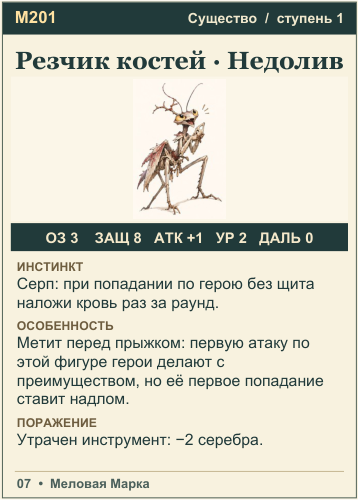 M201
Существо / ступень 1
Резчик костей · Недолив
ОЗ 3 ЗАЩ 8 АТК +1 УР 2 ДАЛЬ 0
ИНСТИНКТ
Серп: при попадании по герою без щита
наложи кровь раз за раунд.
ОСОБЕННОСТЬ
Метит перед прыжком: первую атаку по
этой фигуре герои делают с
преимуществом, но её первое попадание
ставит надлом.
ПОРАЖЕНИЕ
Утрачен инструмент: −2 серебра.
07 • Меловая Марка